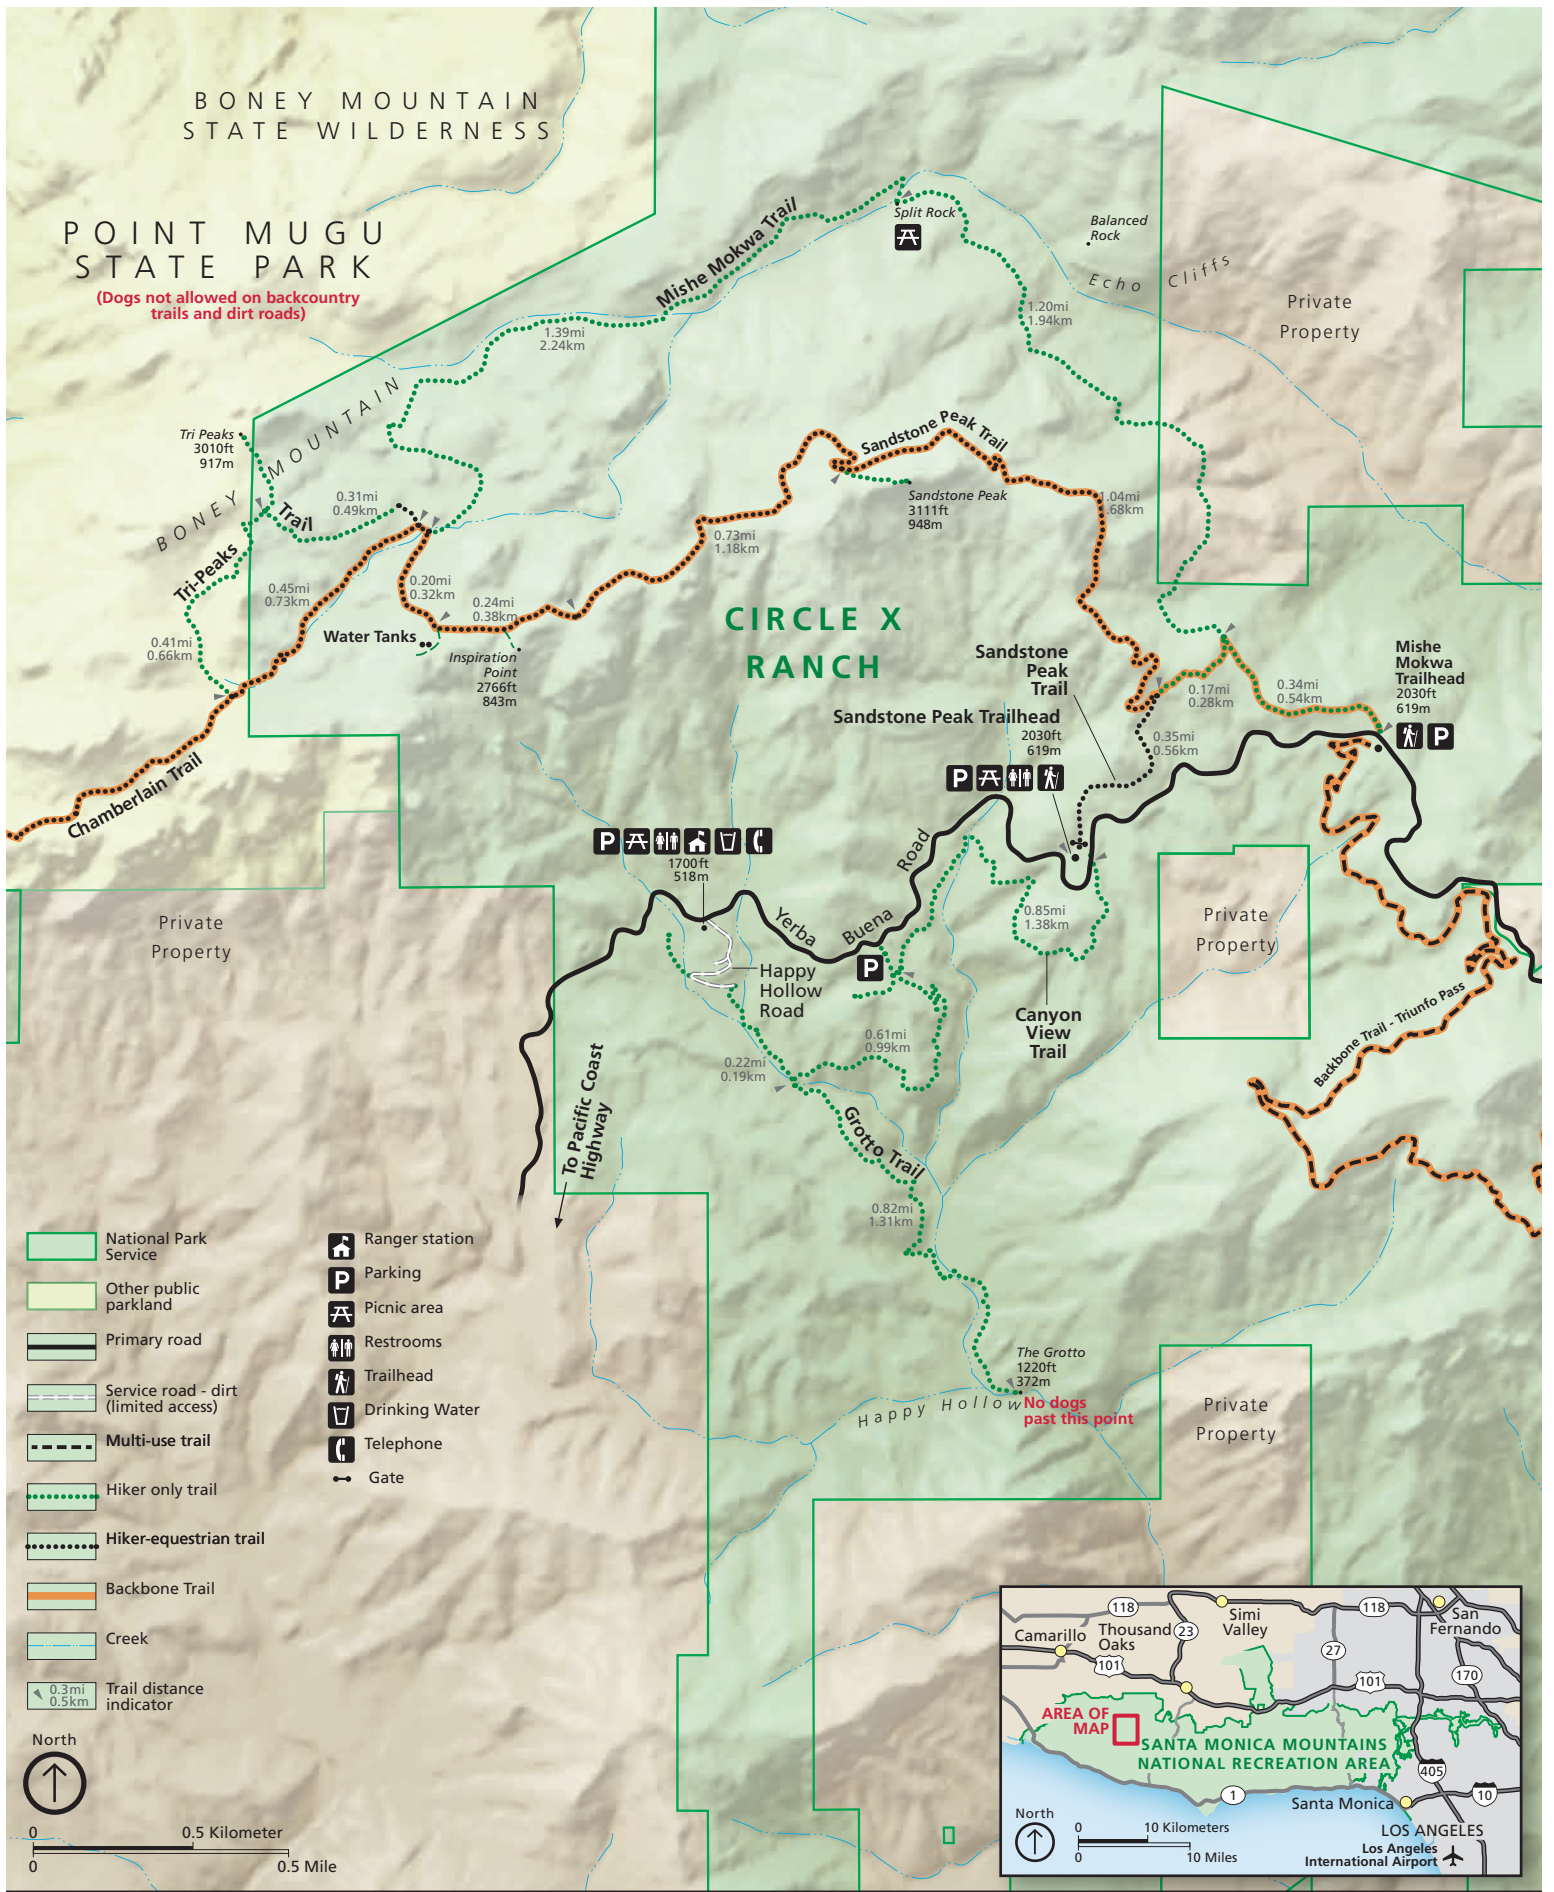 BONEY MOUNTAIN
STATE WILDERNESS
POINT MUGU
STATE PARK
(Dogs not allowed on backcountry
trails and dirt roads)
Mishe Mokwa Trail
Split Rock
Balanced
Rock
Echo Cliffs
Private
Property
1.20mi
1.94km
1.39mi
2.24km
BONEY MOUNTAIN
Tri Peaks
3010ft
917m
Sandstone Peak Trail
Sandstone Peak
3111ft
948m
1.04mi
1.68km
0.31mi
0.49km
Tri-Peaks Trail
0.73mi
1.18km
0.45mi
0.73km
0.20mi
0.32km
0.24mi
0.38km
Water Tanks
Inspiration
Point
2766ft
843m
0.41mi
0.66km
CIRCLE X
RANCH
Sandstone
Peak
Trail
Sandstone Peak Trailhead
2030ft
619m
P
Mishe
Mokwa
Trailhead
2030ft
619m
P
0.17mi
0.28km
0.34mi
0.54km
0.35mi
0.56km
Chamberlain Trail
P
1700ft
518m
Yerba Buena Road
P
Happy
Hollow
Road
Private
Property
0.85mi
1.38km
Canyon
View
Trail
Private
Property
Backbone Trail - Triunfo Pass
0.61mi
0.99km
0.22mi
0.19km
To Pacific Coast
Highway
Grotto Trail
0.82mi
1.31km
The Grotto
1220ft
372m
No dogs
past this point
Happy Hollow
Private
Property
National Park
Service
Other public
parkland
Primary road
Service road - dirt
(limited access)
Multi-use trail
Hiker only trail
Hiker-equestrian trail
Backbone Trail
Creek
0.3mi
0.5km
Trail distance
indicator
Ranger station
P
Parking
Picnic area
Restrooms
Trailhead
Drinking Water
Telephone
Gate
North
0 0.5 Kilometer
0 0.5 Mile
118
Simi
Valley
118
San
Fernando
Camarillo
Thousand
Oaks
23
101
27
101
170
AREA OF
MAP
SANTA MONICA MOUNTAINS
NATIONAL RECREATION AREA
405
1
10
Santa Monica
North
0 10 Kilometers
0 10 Miles
LOS ANGELES
Los Angeles
International Airport